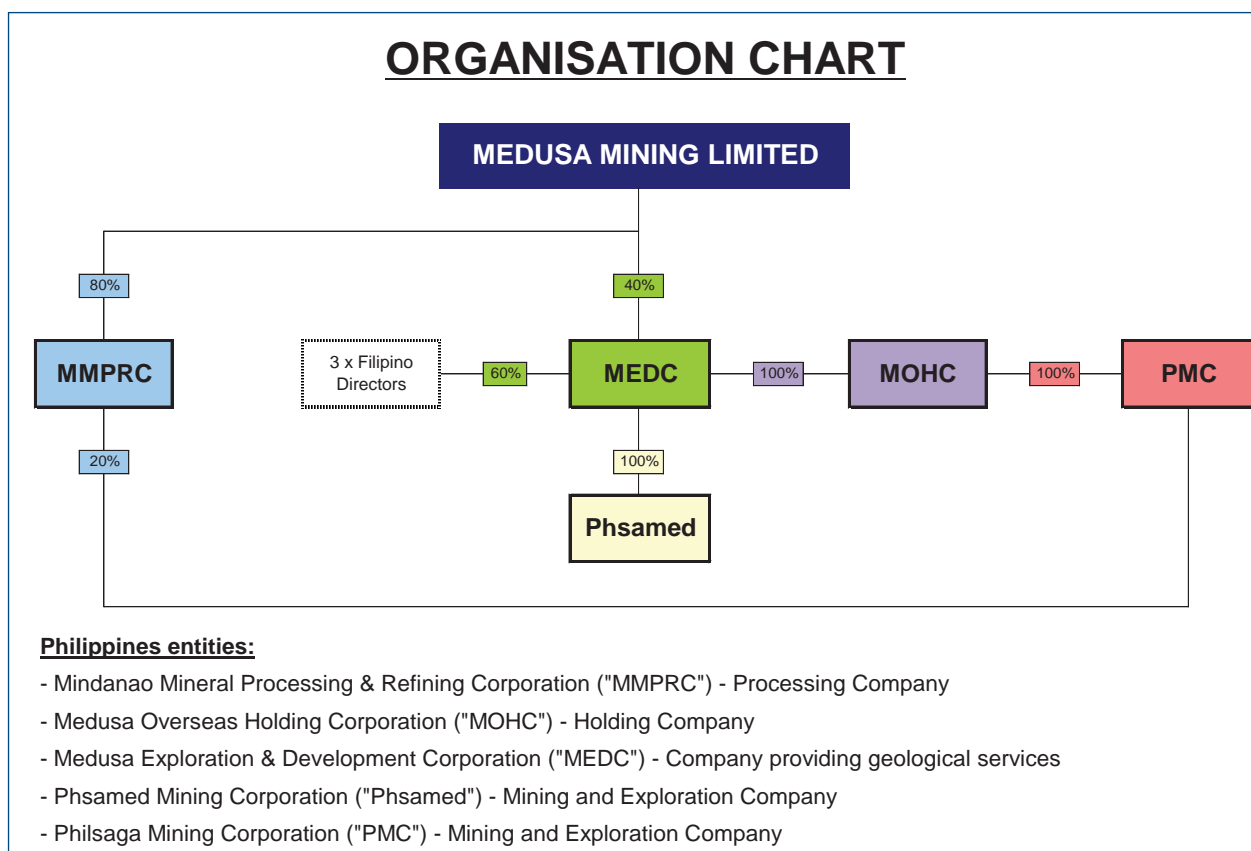 ORGANISATION CHART
MEDUSA MINING LIMITED
80%
40%
MMPRC
3 x Filipino
Directors
60%
MEDC
100%
MOHC
100%
PMC
20%
100%
Phsamed
Philippines entities:
- Mindanao Mineral Processing & Refining Corporation ("MMPRC") - Processing Company
- Medusa Overseas Holding Corporation ("MOHC") - Holding Company
- Medusa Exploration & Development Corporation ("MEDC") - Company providing geological services
- Phsamed Mining Corporation ("Phsamed") - Mining and Exploration Company
- Philsaga Mining Corporation ("PMC") - Mining and Exploration Company